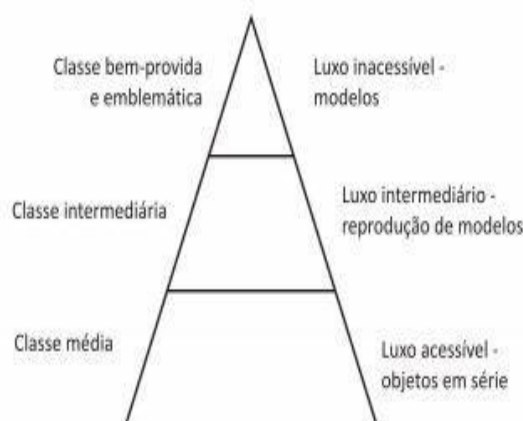 Classe bem-provida
e emblemática
Luxo inacessível -
modelos
Classe intermediária
Luxo intermediário -
reprodução de modelos
Classe média
Luxo acessível -
objetos em série